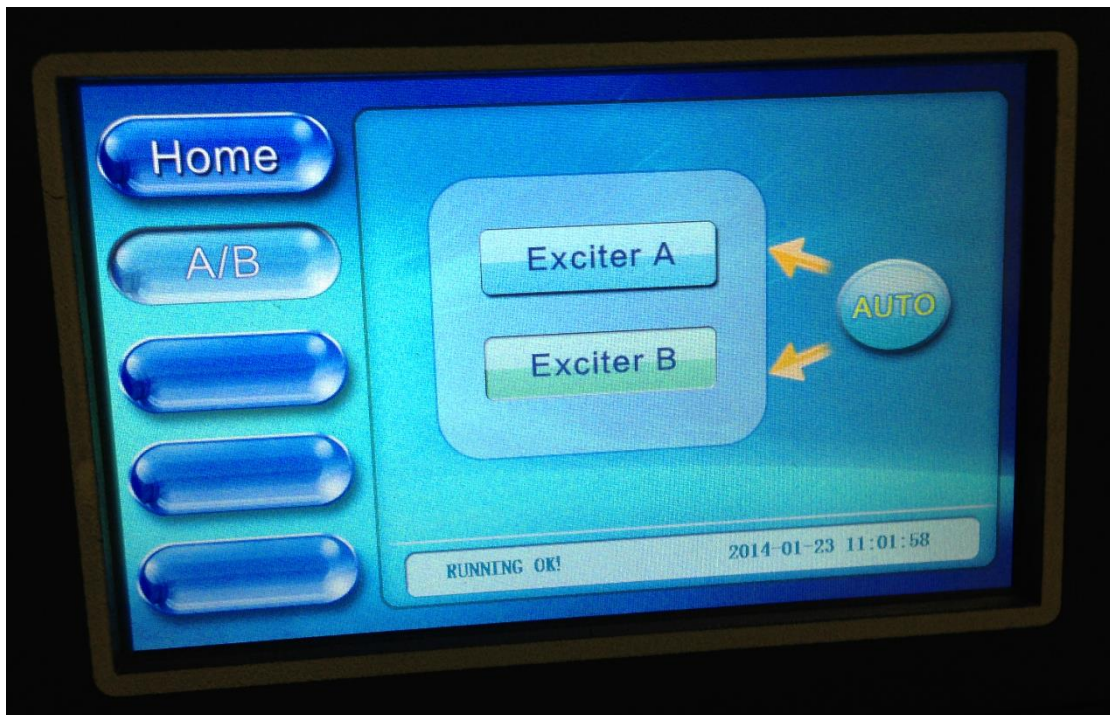 Home
A/B
Exciter A
Exciter B
AUTO
RUNNING OK!
2014-01-23 11:01:58